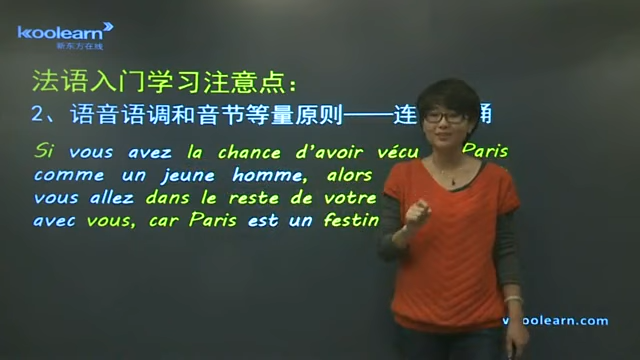 koolearn
新东方在线
法语入门学习注意点：
2、语音语调和音节等量原则——连 诵
Si vous avez la chance d'avoir vécu Paris
comme un jeune homme, alors
vous allez dans le reste de votre
avec vous, car Paris est un festin
koolearn.com